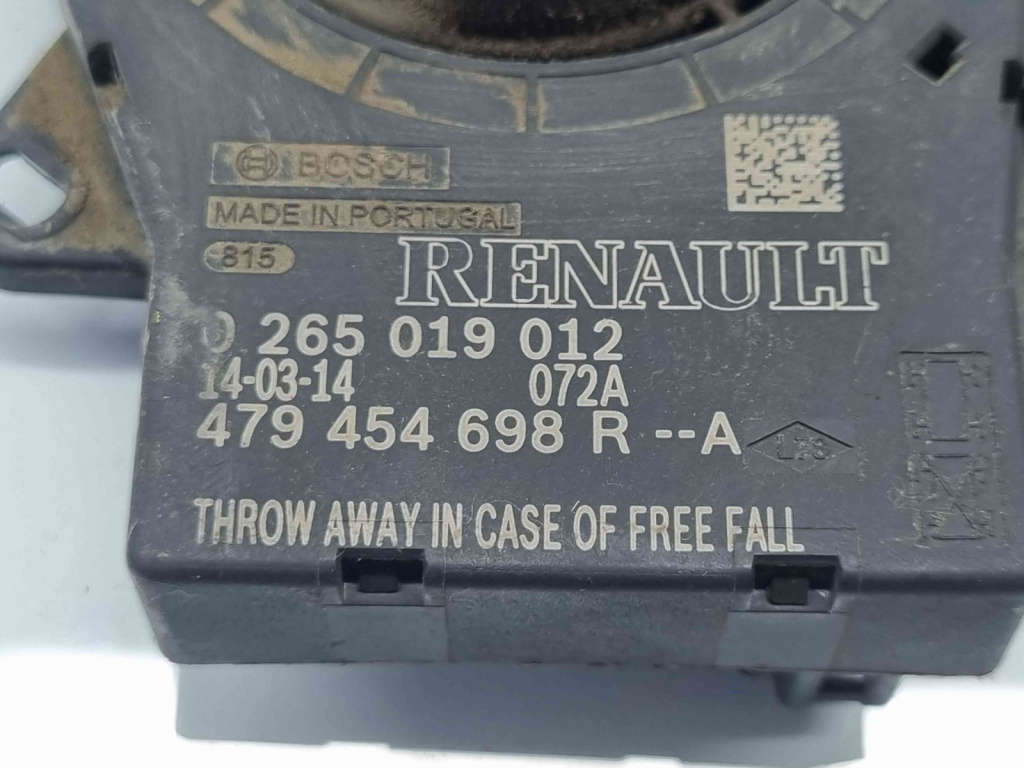 BOSCH
MADE IN PORTUGAL
815
RENAULT
0 265 019 012
14-03-14 072A
479 454 698 R --A
THROW AWAY IN CASE OF FREE FALL